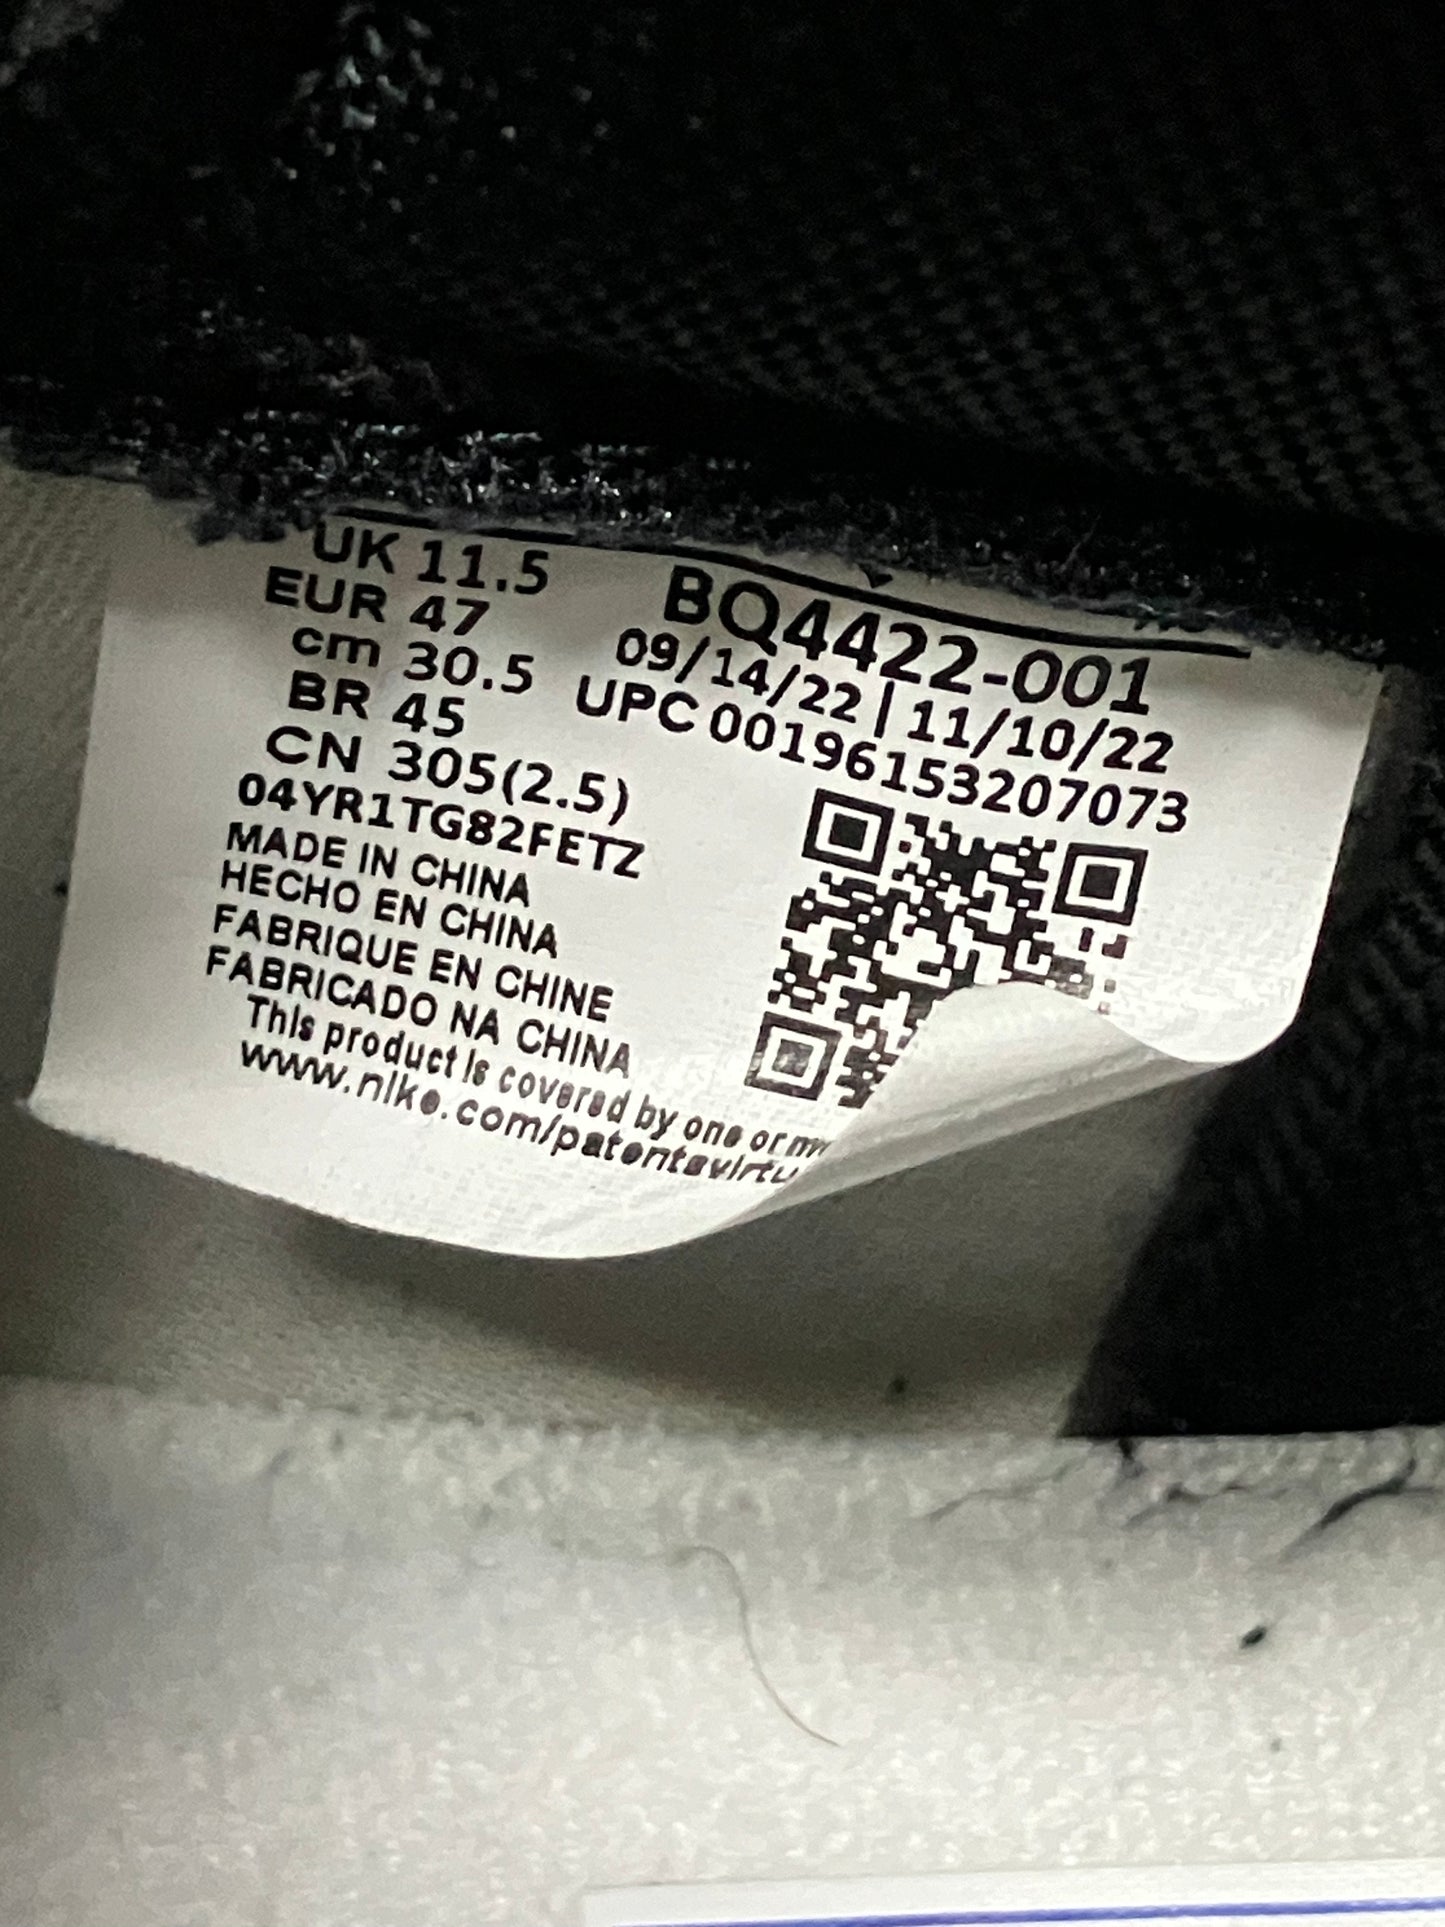 UK 11.5
EUR 47
cm 30.5
BR 45
CN 305(2.5)
04YR1TG82FETZ
MADE IN CHINA
HECHO EN CHINA
FABRIQUE EN CHINE
FABRICADO NA CHINA
This product is covered by one or
www.nike.com/patentsvirtu
BQ4422-001
09/14/22 | 11/10/22
UPC 00196153207073